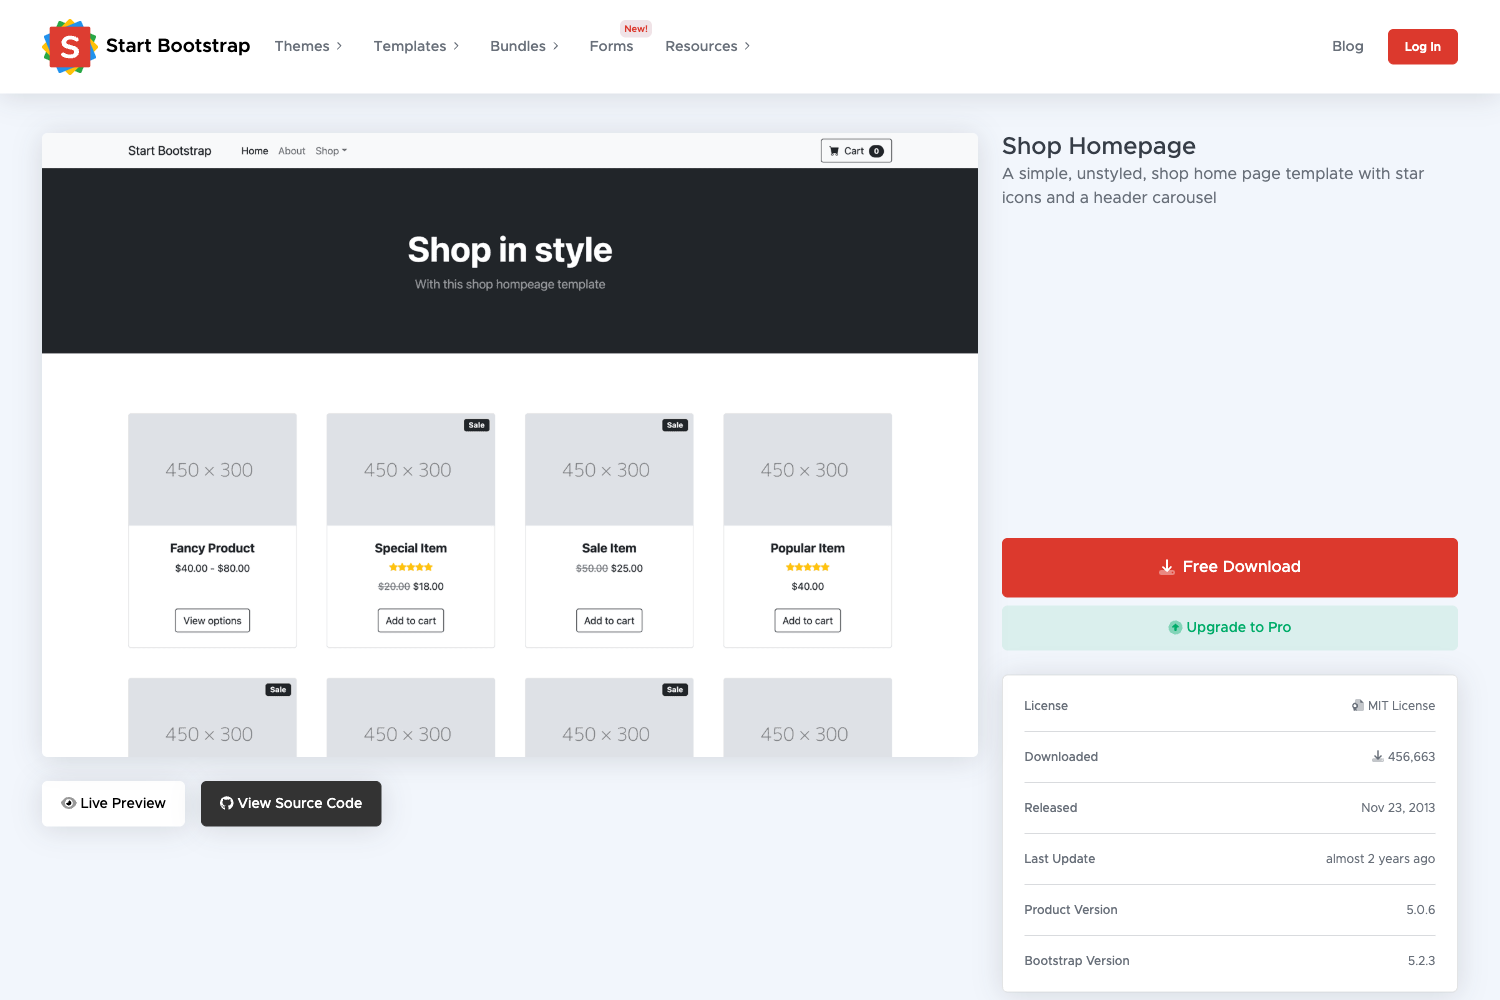 S Start Bootstrap Themes Templates Bundles Forms New! Resources Blog Log In
Start Bootstrap Home About Shop Cart 0
Shop in style
With this shop hompeage template
450 × 300 Sale 450 × 300 Sale 450 × 300 450 × 300
Fancy Product Special Item Sale Item Popular Item
$40.00 - $80.00 $50.00 $25.00
$20.00 $18.00 $40.00
View options Add to cart Add to cart Add to cart
Sale 450 × 300 450 × 300 Sale 450 × 300 450 × 300
Live Preview View Source Code
Shop Homepage
A simple, unstyled, shop home page template with star
icons and a header carousel
Free Download
Upgrade to Pro
License MIT License
Downloaded 456,663
Released Nov 23, 2013
Last Update almost 2 years ago
Product Version 5.0.6
Bootstrap Version 5.2.3